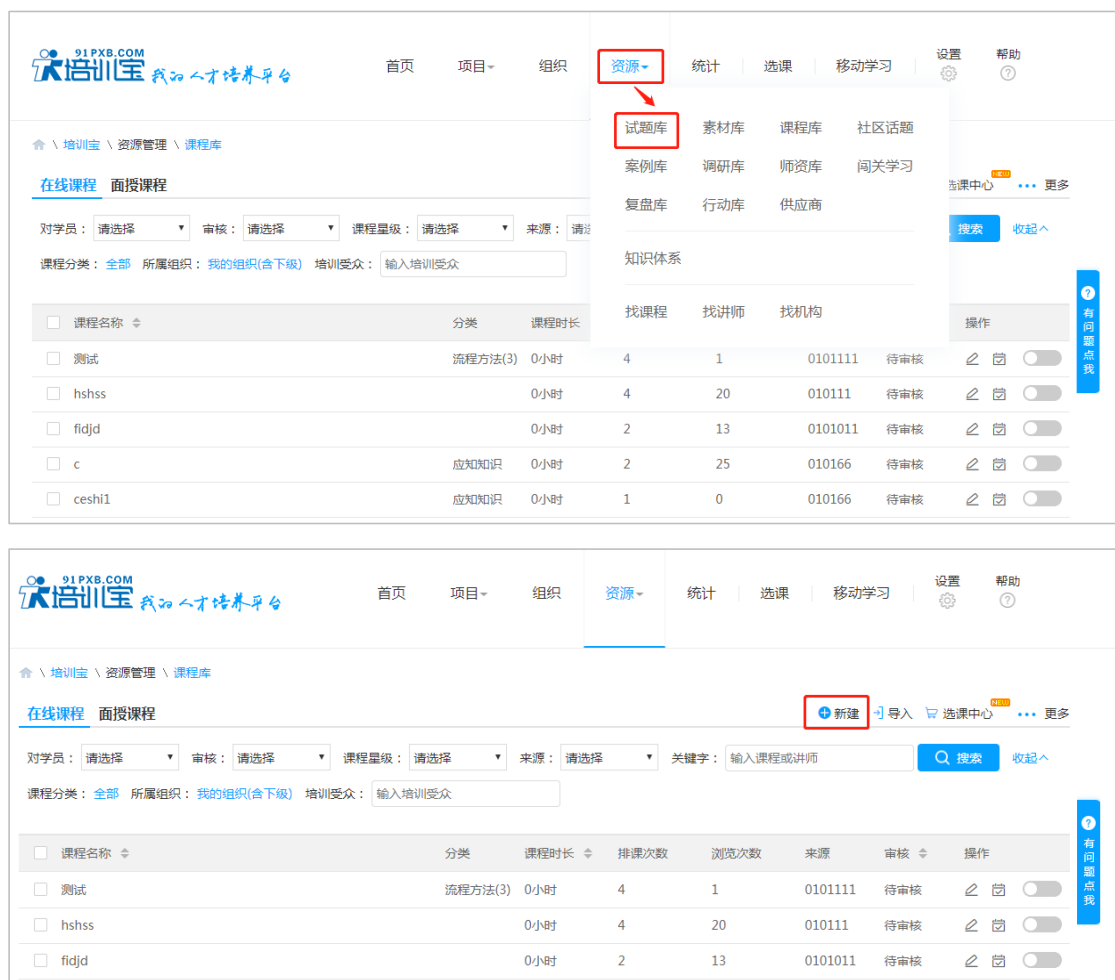 91PXB.COM
培训宝 我的人才培养平台
首页 项目 组织 资源 统计 选课 移动学习 设置 帮助
试题库 素材库 课程库 社区话题
案例库 调研库 师资库 闯关学习
复盘库 行动库 供应商
知识体系
找课程 找讲师 找机构
\ 培训宝 \ 资源管理 \ 课程库
在线课程 面授课程 选课中心 NEW 更多
对学员： 请选择 审核： 请选择 课程星级： 请选择 来源： 搜索 收起
课程分类： 全部 所属组织： 我的组织(含下级) 培训受众： 输入培训受众
有问题点我
课程名称 分类 课程时长 操作
测试 流程方法(3) 0小时 4 1 0101111 待审核
hshss 0小时 4 20 010111 待审核
fidjd 0小时 2 13 0101011 待审核
c 应知知识 0小时 2 25 010166 待审核
ceshi1 应知知识 0小时 1 0 010166 待审核
91PXB.COM
培训宝 我的人才培养平台
首页 项目 组织 资源 统计 选课 移动学习 设置 帮助
\ 培训宝 \ 资源管理 \ 课程库
在线课程 面授课程 新建 导入 选课中心 NEW 更多
对学员： 请选择 审核： 请选择 课程星级： 请选择 来源： 请选择 关键字： 输入课程或讲师 搜索 收起
课程分类： 全部 所属组织： 我的组织(含下级) 培训受众： 输入培训受众
有问题点我
课程名称 分类 课程时长 排课次数 浏览次数 来源 审核 操作
测试 流程方法(3) 0小时 4 1 0101111 待审核
hshss 0小时 4 20 010111 待审核
fidjd 0小时 2 13 0101011 待审核